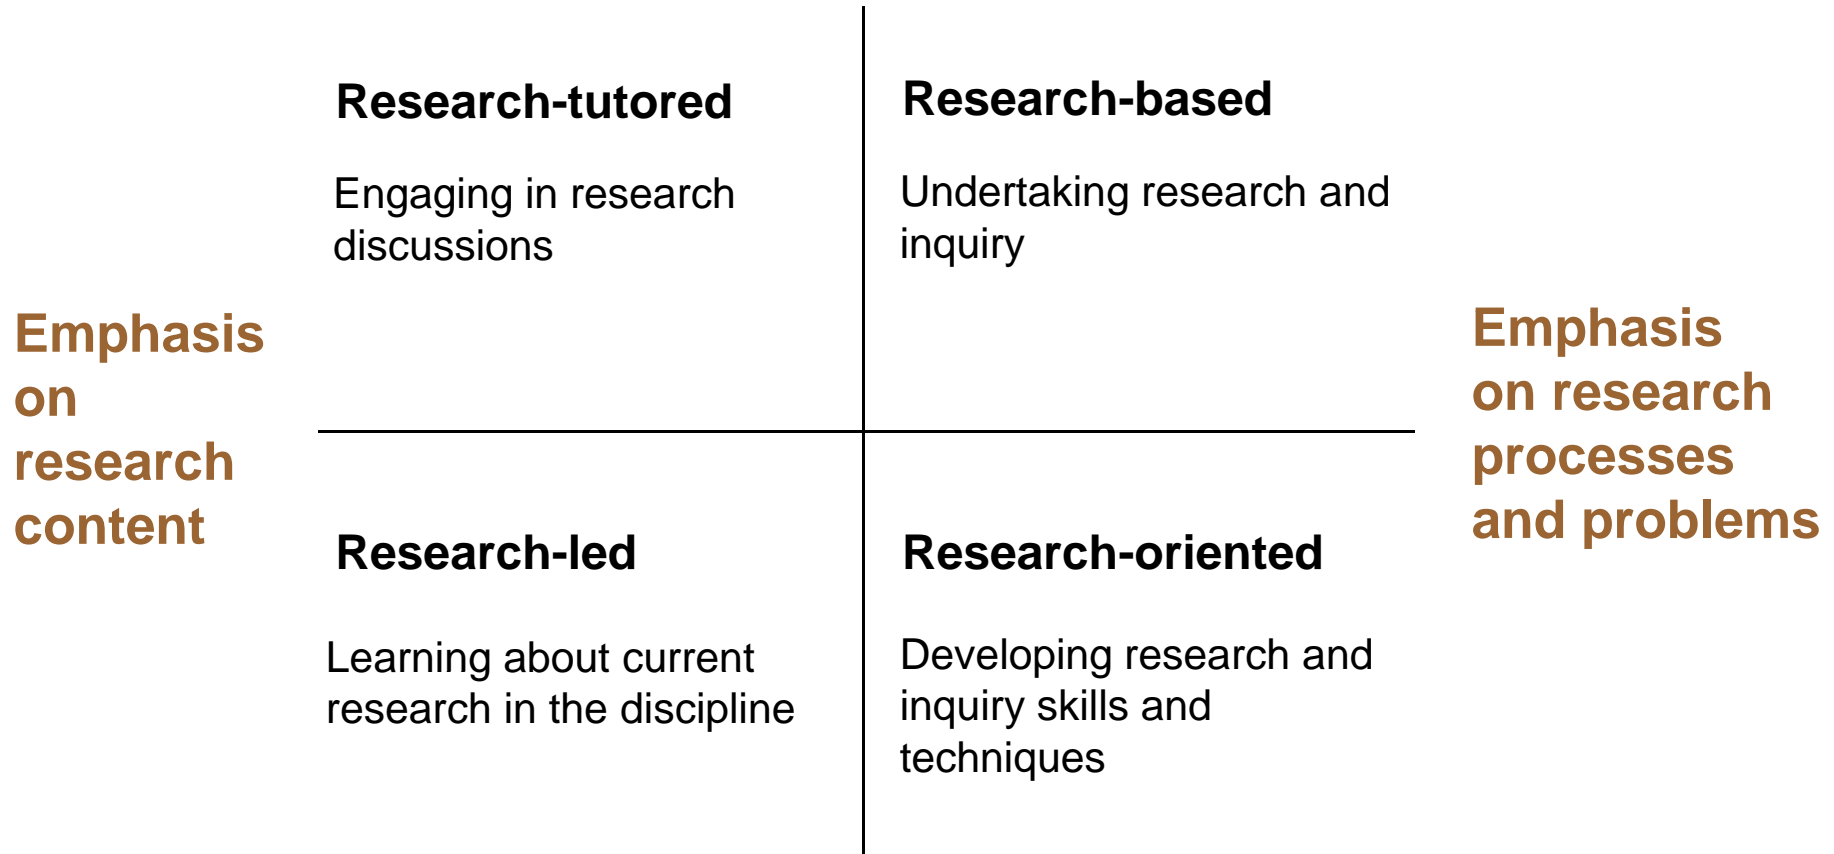 Research-tutored
Engaging in research
discussions
Research-based
Undertaking research and
inquiry
Emphasis
on
research
content
Emphasis
on research
processes
and problems
Research-led
Learning about current
research in the discipline
Research-oriented
Developing research and
inquiry skills and
techniques